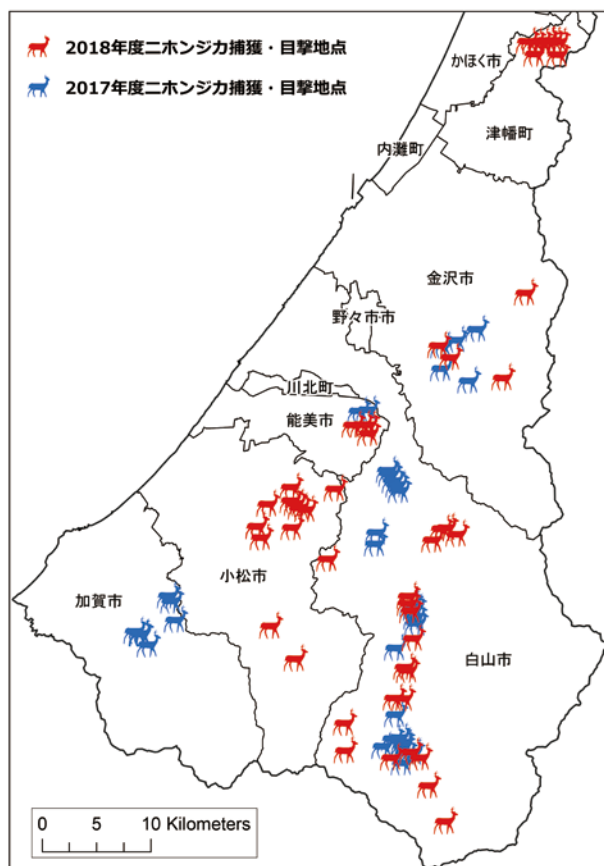 2018年度二ホンジカ捕獲・目撃地点
2017年度二ホンジカ捕獲・目撃地点
かほく市
津幡町
内灘町
金沢市
野々市市
川北町
能美市
小松市
加賀市
白山市
0 5 10 Kilometers